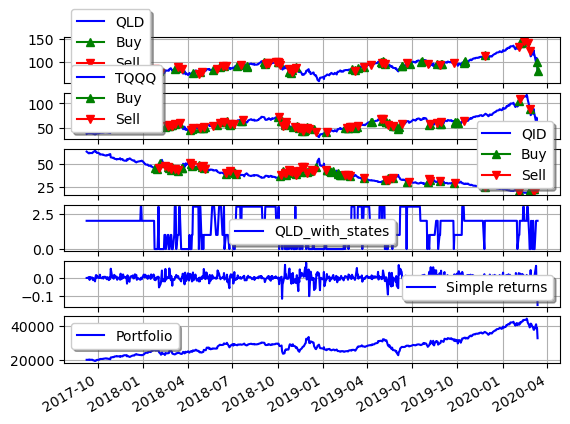 QLD
Buy
Sell
150
100
TQQQ
Buy
Sell
100
50
QID
Buy
Sell
50
25
2.5
0.0
QLD_with_states
0.0
−0.1
Simple returns
40000
20000
Portfolio
2017-10
2018-01
2018-04
2018-07
2018-10
2019-01
2019-04
2019-07
2019-10
2020-01
2020-04